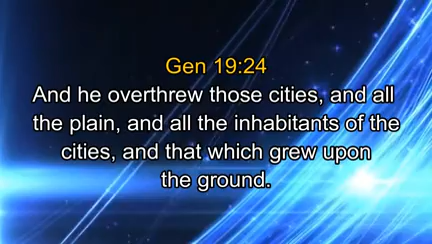 Gen 19:24
And he overthrew those cities, and all
the plain, and all the inhabitants of the
cities, and that which grew upon
the ground.